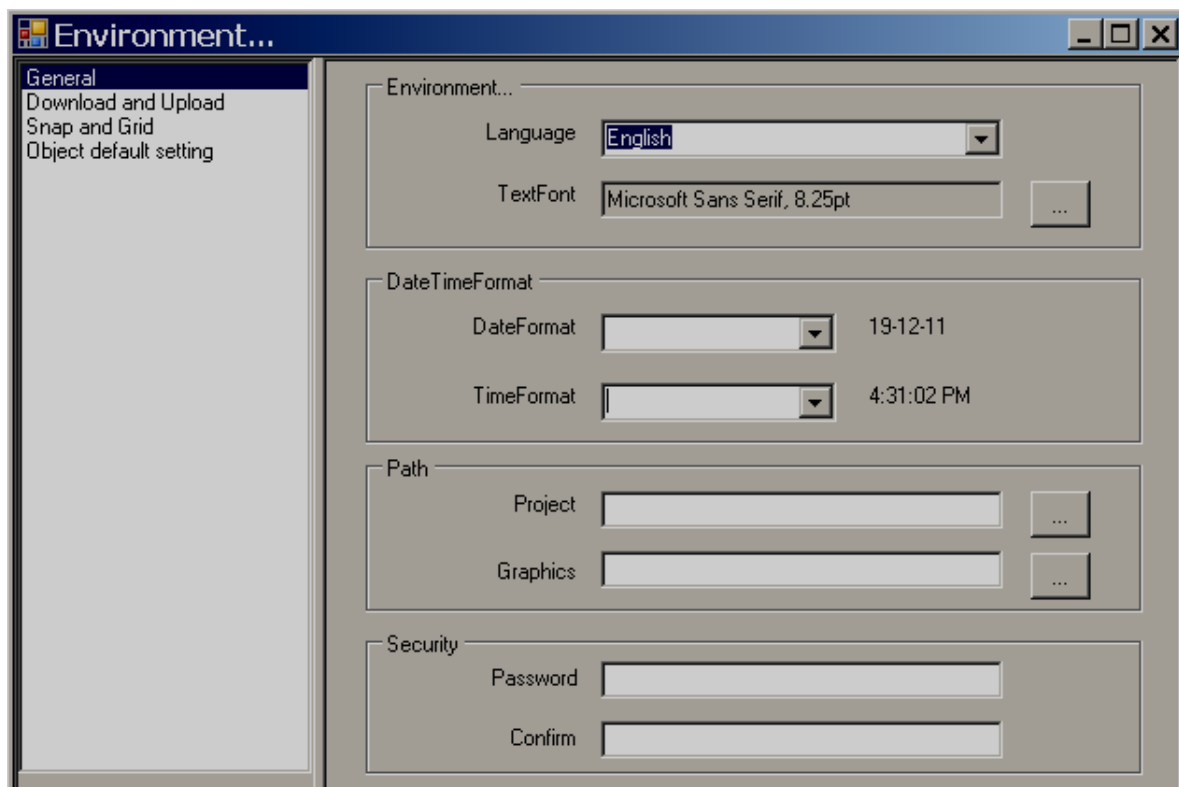 Environment...
General
Download and Upload
Snap and Grid
Object default setting
Environment...
Language English
TextFont Microsoft Sans Serif, 8.25pt ...
DateTimeFormat
DateFormat 19-12-11
TimeFormat 4:31:02 PM
Path
Project ...
Graphics ...
Security
Password
Confirm